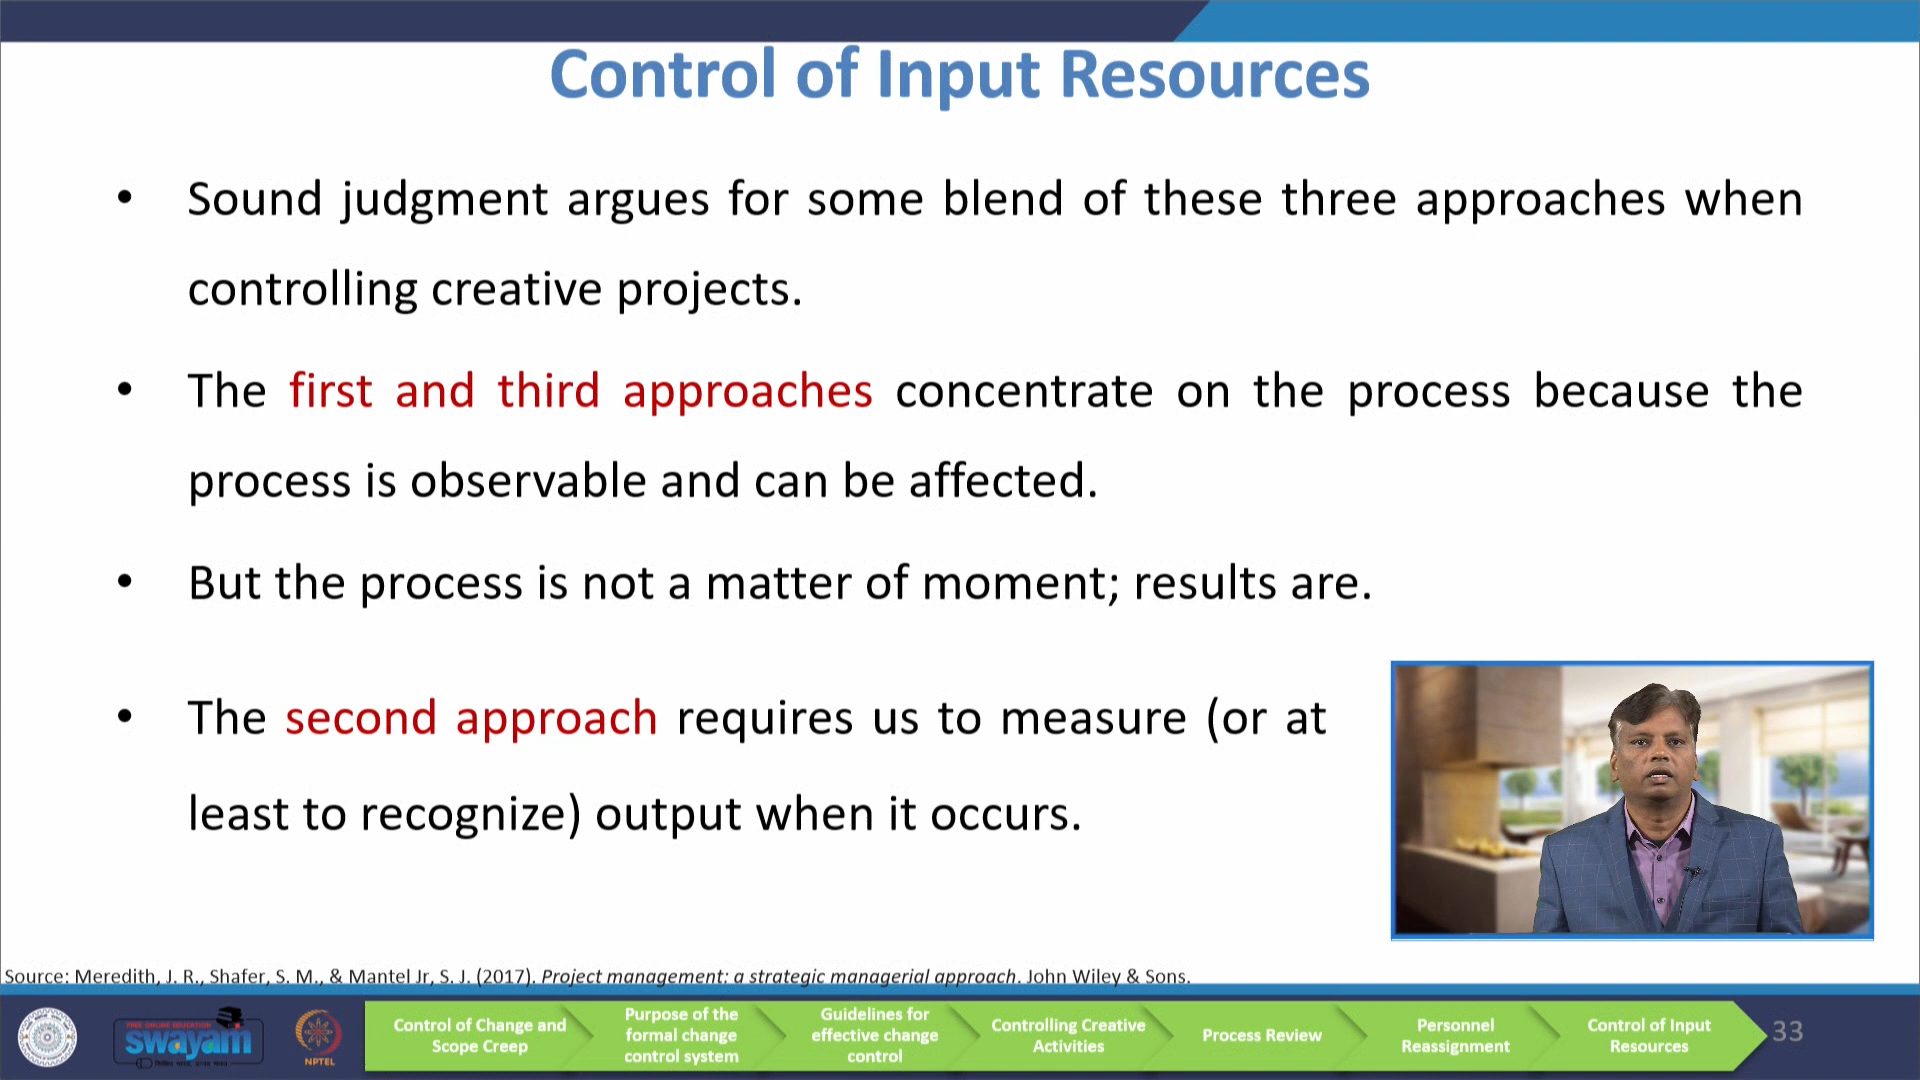 Control of Input Resources
• Sound judgment argues for some blend of these three approaches when
controlling creative projects.
• The first and third approaches concentrate on the process because the
process is observable and can be affected.
• But the process is not a matter of moment; results are.
• The second approach requires us to measure (or at
least to recognize) output when it occurs.
Source: Meredith, J. R., Shafer, S. M., & Mantel Jr, S. J. (2017). Project management: a strategic managerial approach. John Wiley & Sons.
FREE ONLINE EDUCATION
swayam
NPTEL
Control of Change and
Scope Creep
Purpose of the
formal change
control system
Guidelines for
effective change
control
Controlling Creative
Activities
Process Review
Personnel
Reassignment
Control of Input
Resources
33